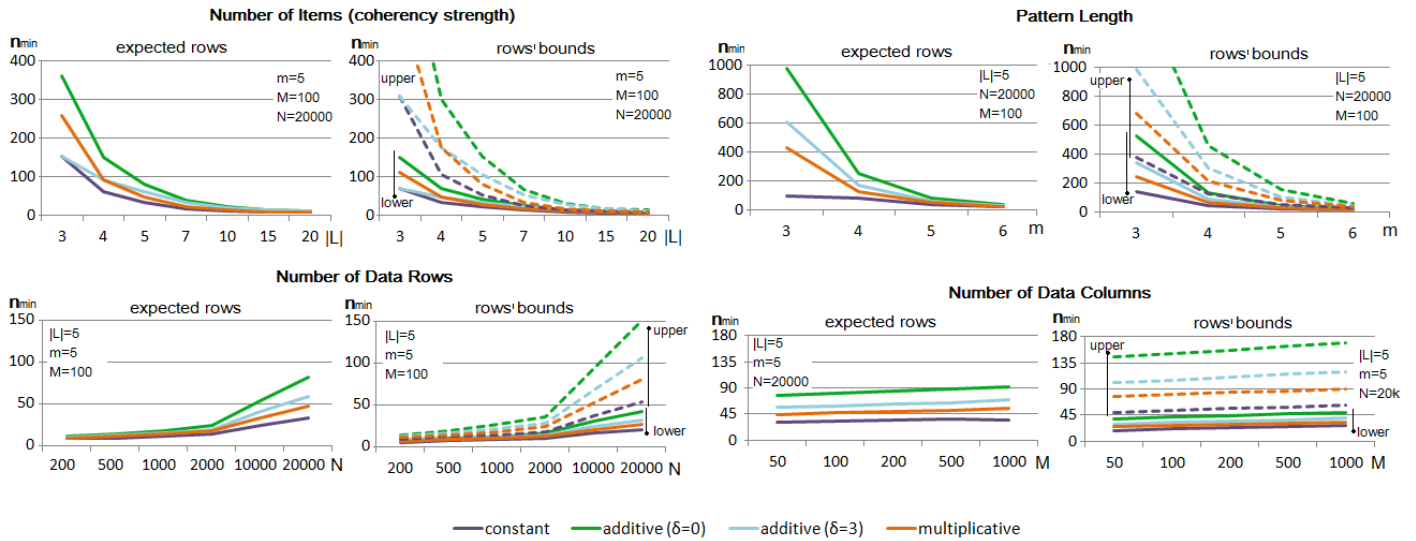 Number of Items (coherency strength)
n min expected rows
400
300
200
100
0
m=5
M=100
N=20000
3 4 5 7 10 15 20 |L|
n min rows' bounds
400
300
200
100
0
upper
lower
m=5
M=100
N=20000
3 4 5 7 10 15 20 |L|
Pattern Length
n min expected rows
1000
800
600
400
200
0
|L|=5
N=20000
M=100
3 4 5 6 m
n min rows' bounds
1000
800
600
400
200
0
upper
lower
|L|=5
N=20000
M=100
3 4 5 6 m
Number of Data Rows
n min expected rows
150
100
50
0
|L|=5
m=5
M=100
200 500 1000 2000 10000 20000 N
n min rows' bounds
150
100
50
0
|L|=5
m=5
M=100
upper
lower
200 500 1000 2000 10000 20000 N
Number of Data Columns
n min expected rows
180
135
90
45
0
|L|=5
m=5
N=20000
50 100 200 500 1000 M
n min rows' bounds
180
135
90
45
0
upper
lower
|L|=5
m=5
N=20k
50 100 200 500 1000 M
constant additive (δ=0) additive (δ=3) multiplicative